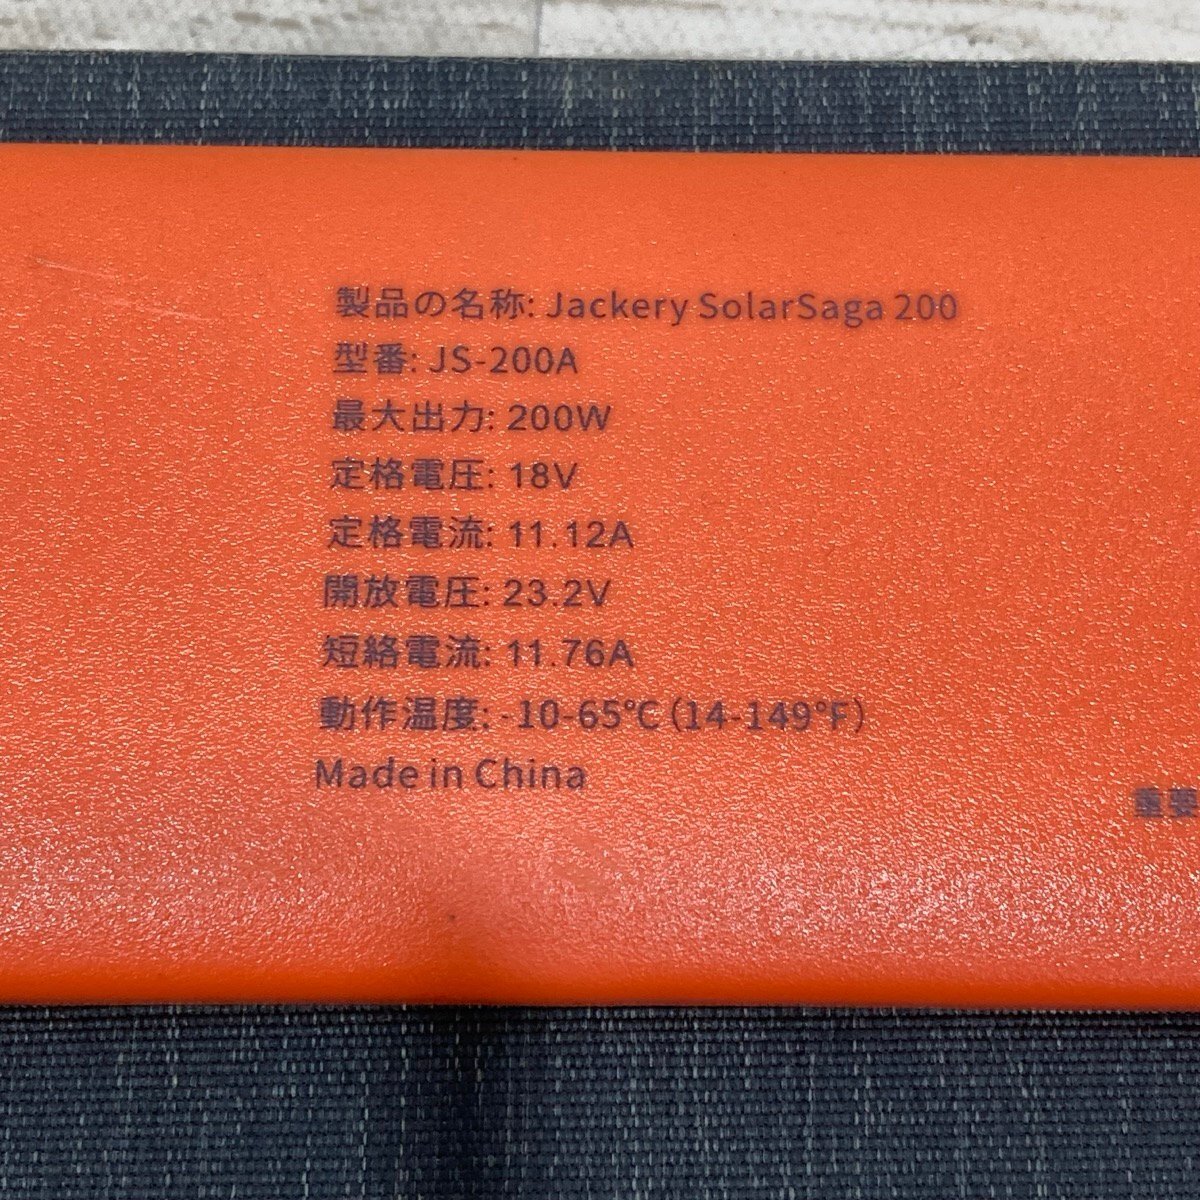 製品の名称: Jackery SolarSaga 200
型番: JS-200A
最大出力: 200W
定格電圧: 18V
定格電流: 11.12A
開放電圧: 23.2V
短絡電流: 11.76A
動作温度: -10-65℃ (14-149°F)
Made in China
重要